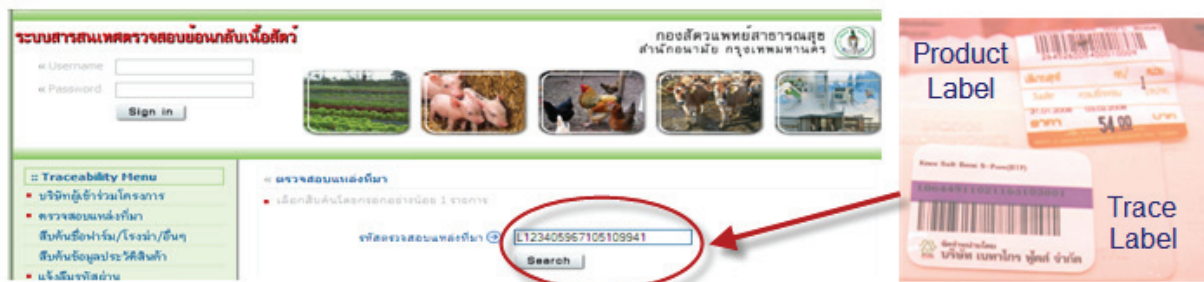 ระบบสารสนเทศตรวจสอบย้อนกลับเนื้อสัตว์
กองสัตวแพทย์สาธารณสุข
สำนักอนามัย กรุงเทพมหานคร
« Username
« Password
Sign in
:: Traceability Menu
บริษัทผู้เข้าร่วมโครงการ
ตรวจสอบแหล่งที่มา
สืบค้นชื่อฟาร์ม/โรงฆ่า/อื่นๆ
สืบค้นข้อมูลประวัติสินค้า
แจ้งลืมรหัสผ่าน
« ตรวจสอบแหล่งที่มา
เลือกสืบค้นโดยกรอกอย่างน้อย 1 รายการ
รหัสตรวจสอบแหล่งที่มา
L123405967105109941
Search
Product
Label
54.00
บาท
Trace
Label